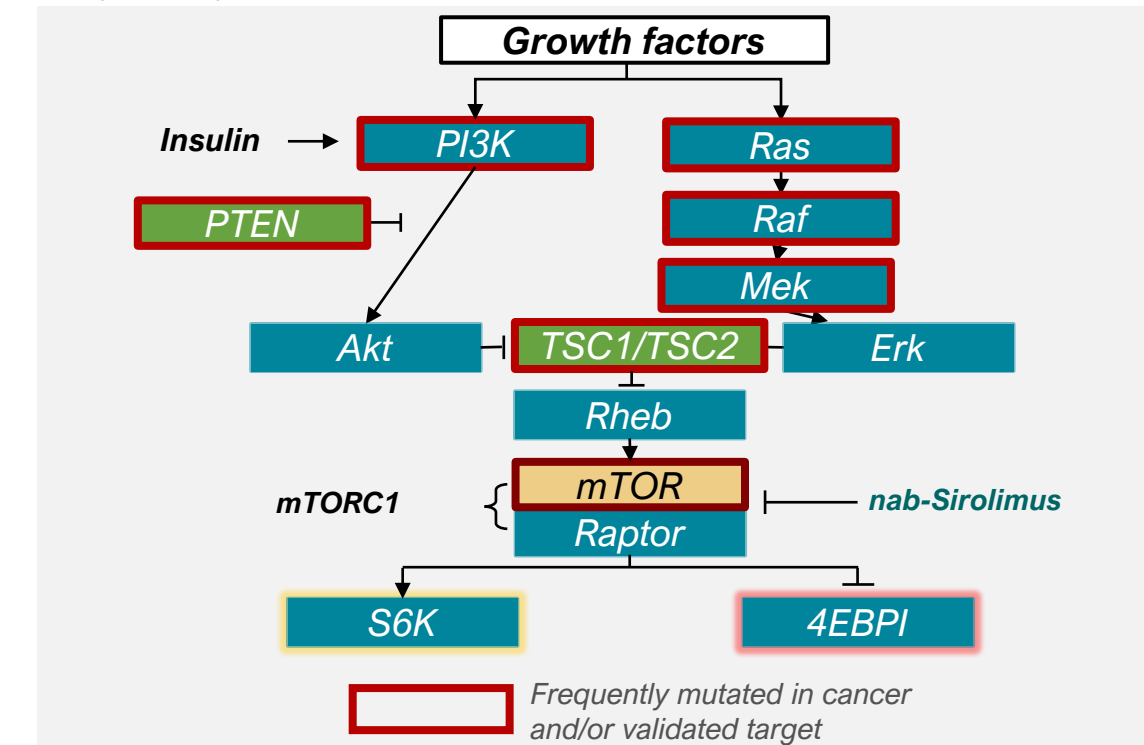 Growth factors
Insulin
PI3K
Ras
PTEN
Raf
Mek
Akt
TSC1/TSC2
Erk
Rheb
mTOR
mTORC1
nab-Sirolimus
Raptor
S6K
4EBPI
Frequently mutated in cancer
and/or validated target